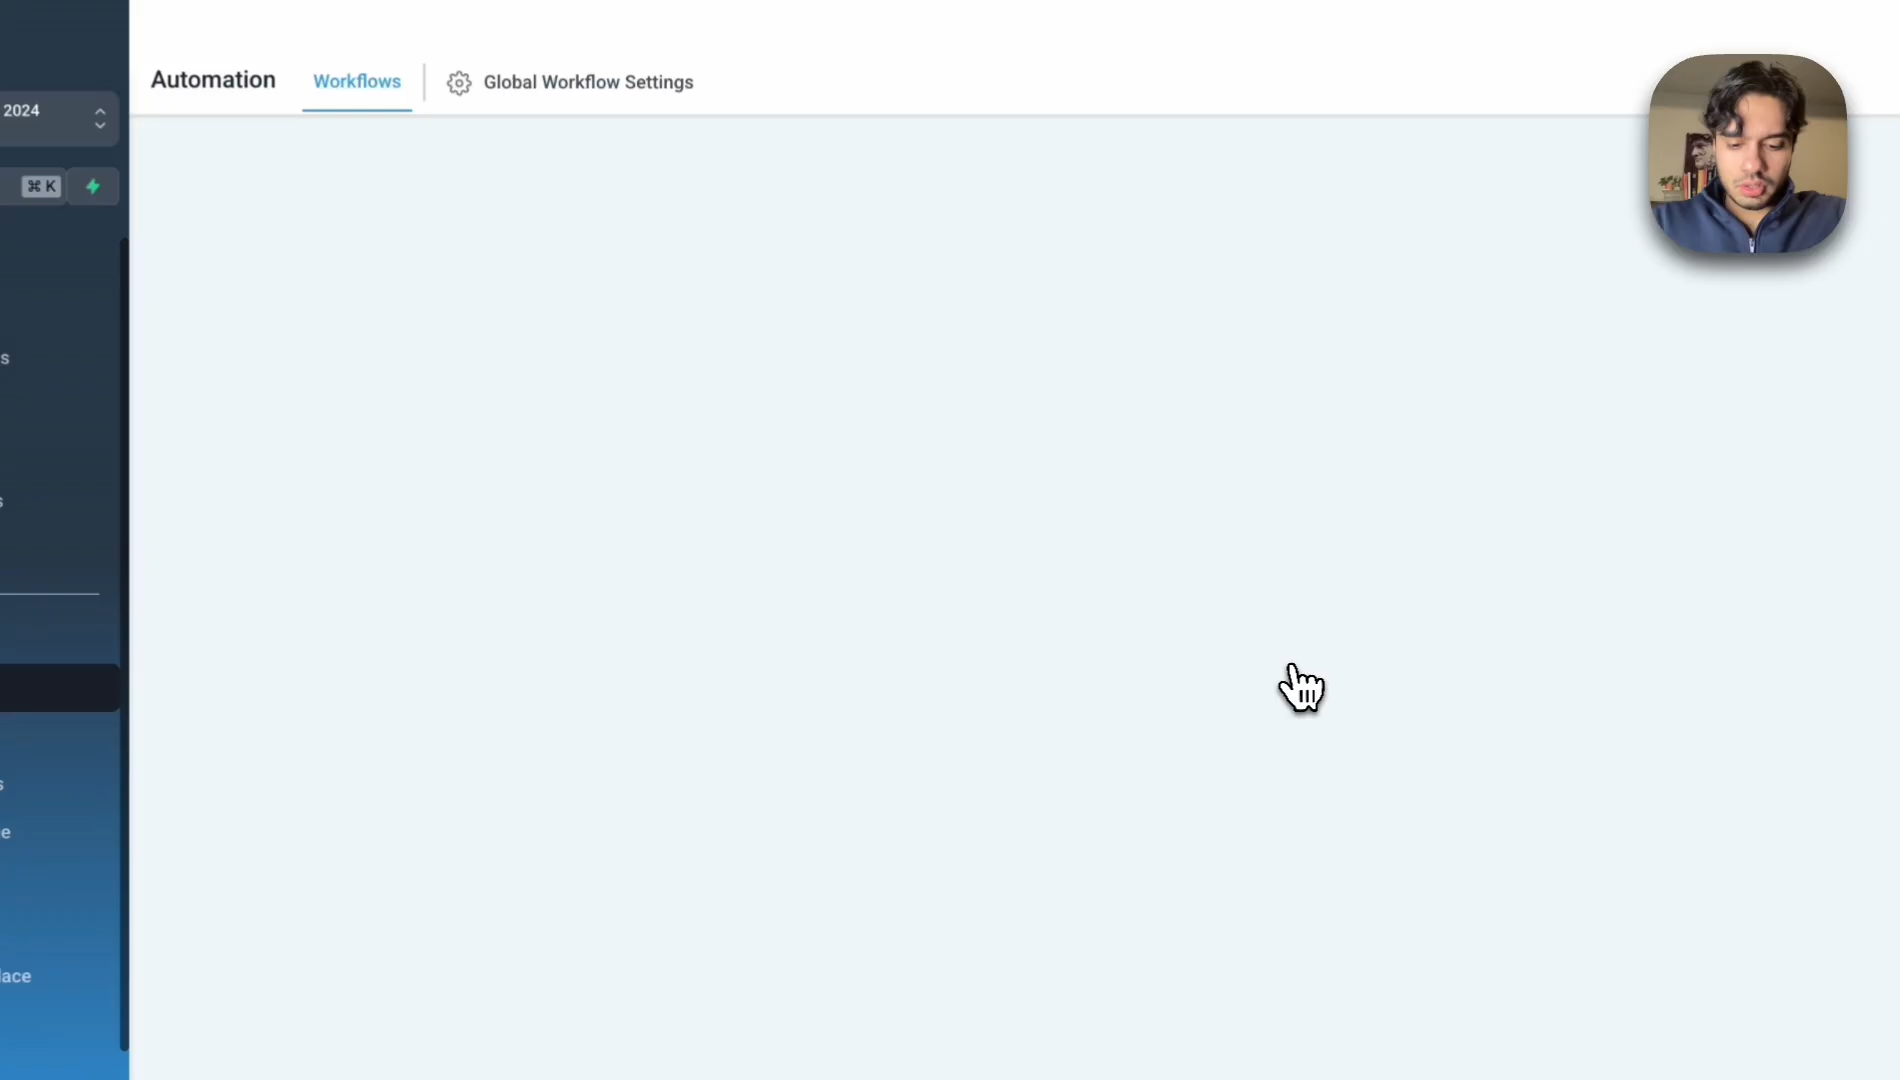 Automation
Workflows
Global Workflow Settings
2024
⌘ K
s
s
s
e
lace